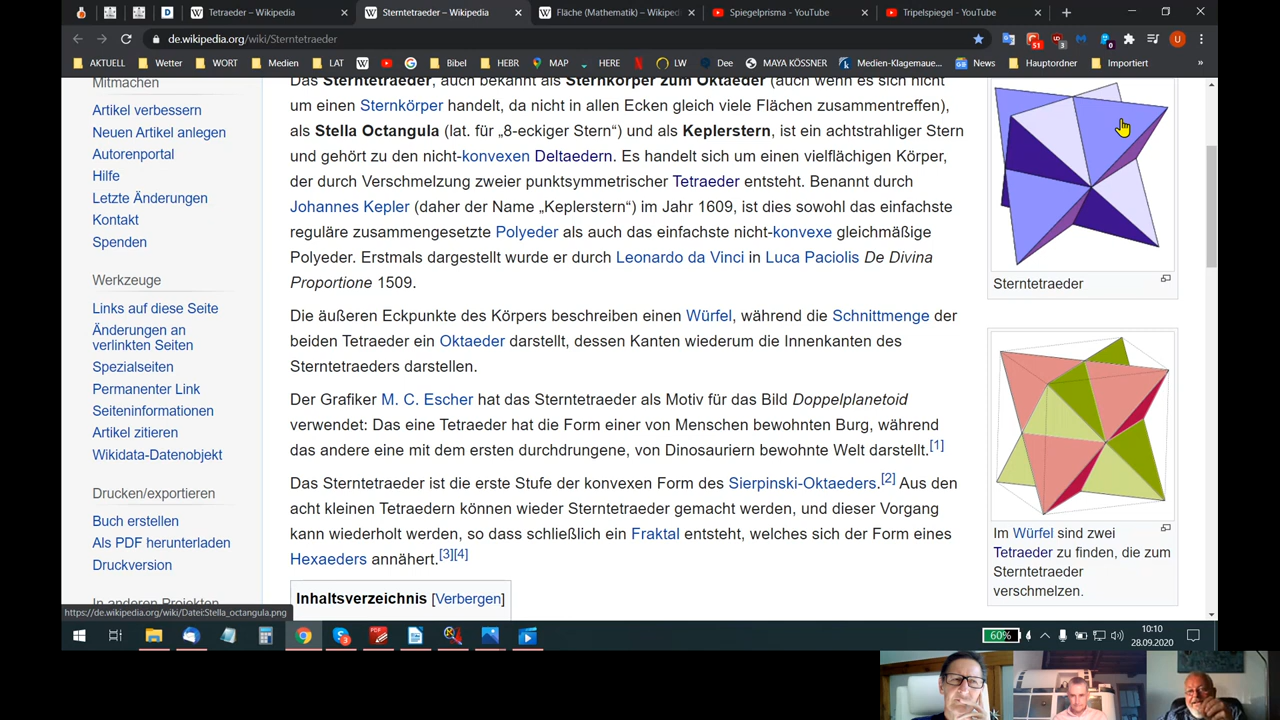 Tetraeder – Wikipedia
Sterntetraeder – Wikipedia
Fläche (Mathematik) – Wikiped
Spiegelprisma - YouTube
Tripelspiegel - YouTube
de.wikipedia.org/wiki/Sterntetraeder
AKTUELL
Wetter
WORT
Medien
LAT
Bibel
HEBR
MAP
HERE
LW
Dee
MAYA KÖSSNER
Medien-Klagemaue...
News
Hauptordner
Importiert
Mitmachen
Artikel verbessern
Neuen Artikel anlegen
Autorenportal
Hilfe
Letzte Änderungen
Kontakt
Spenden
Werkzeuge
Links auf diese Seite
Änderungen an
verlinkten Seiten
Spezialseiten
Permanenter Link
Seiteninformationen
Artikel zitieren
Wikidata-Datenobjekt
Drucken/exportieren
Buch erstellen
Als PDF herunterladen
Druckversion
In anderen Projekten
https://de.wikipedia.org/wiki/Datei:Stella_octangula.png
Das Sterntetraeder, auch bekannt als Sternkörper zum Oktaeder (auch wenn es sich nicht
um einen Sternkörper handelt, da nicht in allen Ecken gleich viele Flächen zusammentreffen),
als Stella Octangula (lat. für „8-eckiger Stern“) und als Keplerstern, ist ein achtstrahliger Stern
und gehört zu den nicht-konvexen Deltaedern. Es handelt sich um einen vielflächigen Körper,
der durch Verschmelzung zweier punktsymmetrischer Tetraeder entsteht. Benannt durch
Johannes Kepler (daher der Name „Keplerstern“) im Jahr 1609, ist dies sowohl das einfachste
reguläre zusammengesetzte Polyeder als auch das einfachste nicht-konvexe gleichmäßige
Polyeder. Erstmals dargestellt wurde er durch Leonardo da Vinci in Luca Paciolis De Divina
Proportione 1509.
Die äußeren Eckpunkte des Körpers beschreiben einen Würfel, während die Schnittmenge der
beiden Tetraeder ein Oktaeder darstellt, dessen Kanten wiederum die Innenkanten des
Sterntetraeders darstellen.
Der Grafiker M. C. Escher hat das Sterntetraeder als Motiv für das Bild Doppelplanetoid
verwendet: Das eine Tetraeder hat die Form einer von Menschen bewohnten Burg, während
das andere eine mit dem ersten durchdrungene, von Dinosauriern bewohnte Welt darstellt.[1]
Das Sterntetraeder ist die erste Stufe der konvexen Form des Sierpinski-Oktaeders.[2] Aus den
acht kleinen Tetraedern können wieder Sterntetraeder gemacht werden, und dieser Vorgang
kann wiederholt werden, so dass schließlich ein Fraktal entsteht, welches sich der Form eines
Hexaeders annähert.[3][4]
Inhaltsverzeichnis [Verbergen]
Sterntetraeder
Im Würfel sind zwei
Tetraeder zu finden, die zum
Sterntetraeder
verschmelzen.
60%
10:10
28.09.2020